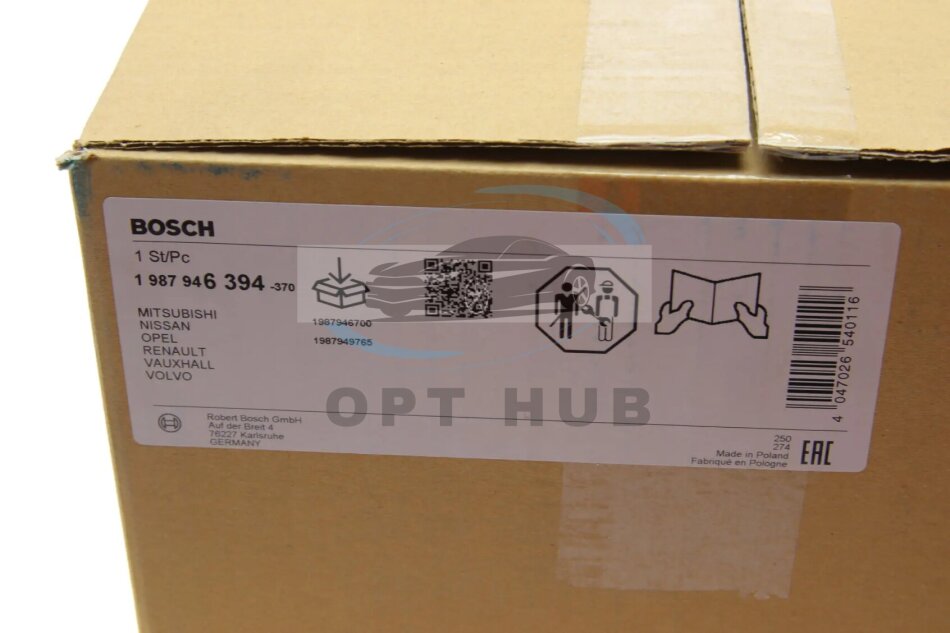 BOSCH
1 St/Pc
1 987 946 394 -370
MITSUBISHI
NISSAN
OPEL
RENAULT
VAUXHALL
VOLVO
1987946700
1987949765
4 047026 540116
OPT HUB
Robert Bosch GmbH
Auf der Breit 4
76227 Karlsruhe
GERMANY
250
274
Made in Poland
Fabriqué en Pologne
EAC